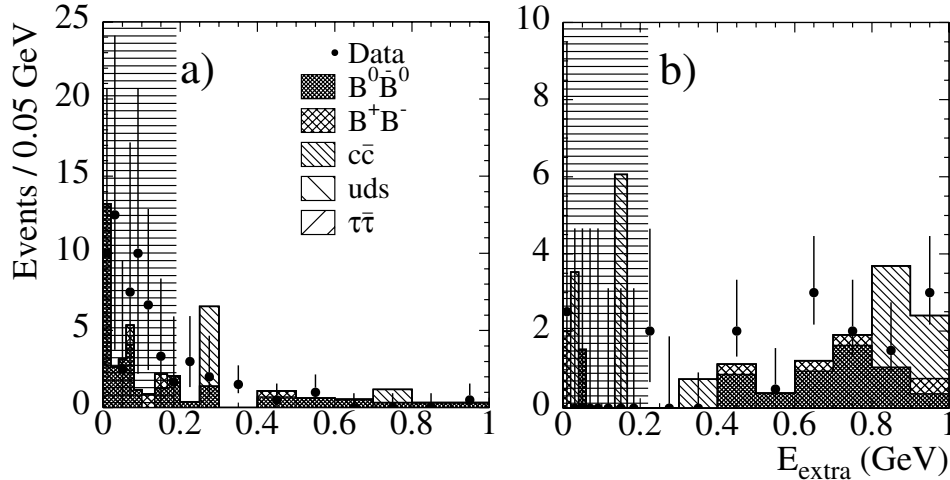 Events / 0.05 GeV
25
20
15
10
5
0
0 0.2 0.4 0.6 0.8 1
a)
Data
B⁰B̄⁰
B⁺B⁻
cc̄
uds
ττ̄
10
8
6
4
2
0
0 0.2 0.4 0.6 0.8 1
b)
E_extra (GeV)